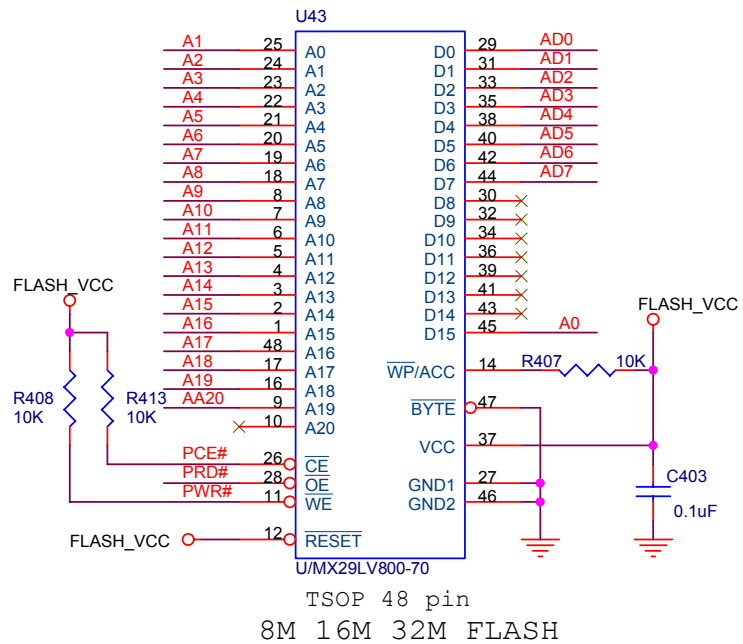 U43
A1 25 A0 D0 29 AD0
A2 24 A1 D1 31 AD1
A3 23 A2 D2 33 AD2
A4 22 A3 D3 35 AD3
A5 21 A4 D4 38 AD4
A6 20 A5 D5 40 AD5
A7 19 A6 D6 42 AD6
A8 18 A7 D7 44 AD7
A9 8 A8 D8 30
A10 7 A9 D9 32
A11 6 A10 D10 34
A12 5 A11 D11 36
A13 4 A12 D12 39
A14 3 A13 D13 41
A15 2 A14 D14 43
A16 1 A15 D15 45 A0
A17 48 A16
A18 17 A17 WP/ACC 14 R407 10K
A19 16 A18
AA20 9 A19 BYTE 47
10 A20
VCC 37
FLASH_VCC
R408
10K
R413
10K
PCE# 26 CE
PRD# 28 OE GND1 27
PWR# 11 WE GND2 46
FLASH_VCC 12 RESET
FLASH_VCC
C403
0.1uF
U/MX29LV800-70
TSOP 48 pin
8M 16M 32M FLASH